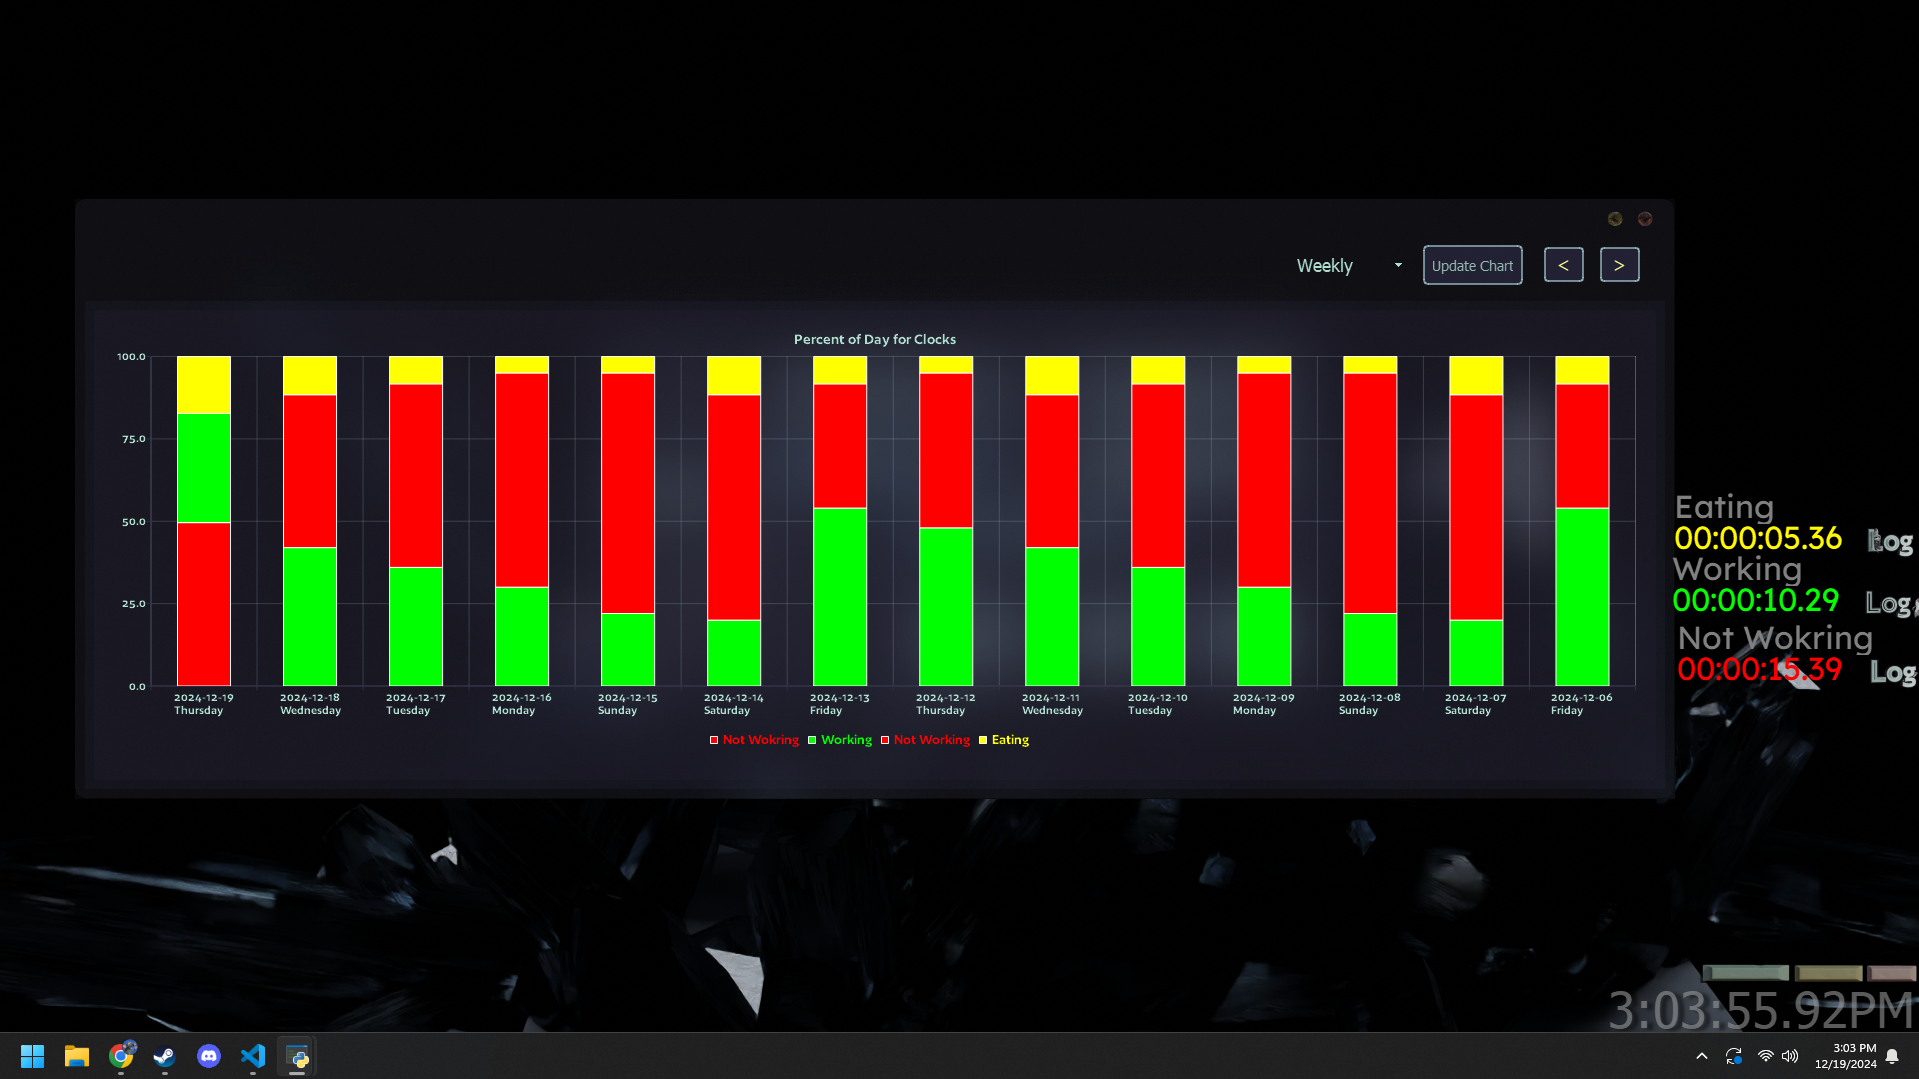 Weekly
Update Chart
<
>
Percent of Day for Clocks
100.0
75.0
50.0
25.0
0.0
2024-12-19
Thursday
2024-12-18
Wednesday
2024-12-17
Tuesday
2024-12-16
Monday
2024-12-15
Sunday
2024-12-14
Saturday
2024-12-13
Friday
2024-12-12
Thursday
2024-12-11
Wednesday
2024-12-10
Tuesday
2024-12-09
Monday
2024-12-08
Sunday
2024-12-07
Saturday
2024-12-06
Friday
Not Wokring Working Not Working Eating
Eating
00:00:05.36 Log
Working
00:00:10.29 Log
Not Wokring
00:00:15.39 Log
3:03:55.92PM
3:03 PM
12/19/2024